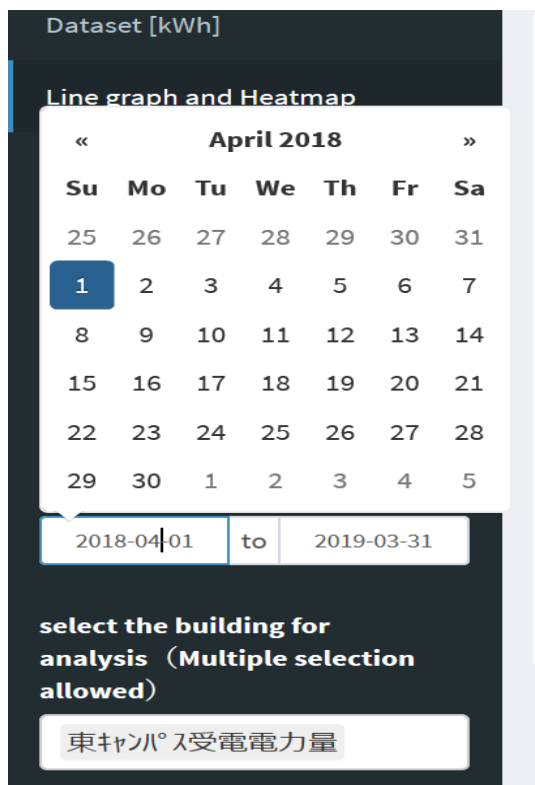 Dataset [kWh]
Line graph and Heatmap
« April 2018 »
Su Mo Tu We Th Fr Sa
25 26 27 28 29 30 31
1 2 3 4 5 6 7
8 9 10 11 12 13 14
15 16 17 18 19 20 21
22 23 24 25 26 27 28
29 30 1 2 3 4 5
2018-04-01 to 2019-03-31
select the building for
analysis（Multiple selection
allowed）
東ｷｬﾝﾊﾟｽ受電電力量